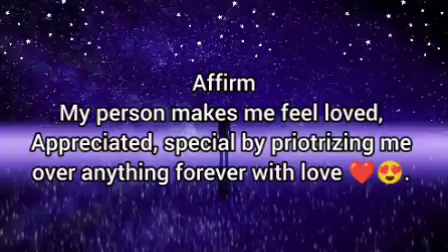 Affirm
My person makes me feel loved,
Appreciated, special by priotrizing me
over anything forever with love ❤️😍.